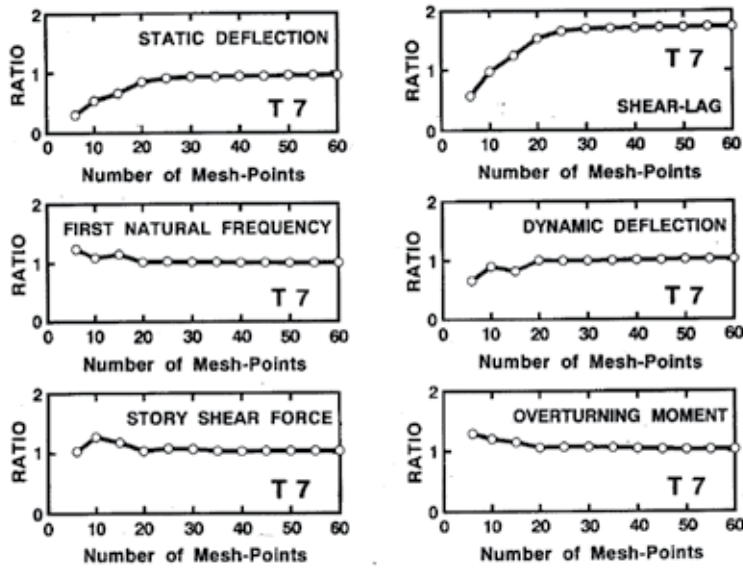 2
1
0
RATIO
STATIC DEFLECTION
T 7
0 10 20 30 40 50 60
Number of Mesh-Points
2
1
0
RATIO
T 7
SHEAR-LAG
0 10 20 30 40 50 60
Number of Mesh-Points
2
1
0
RATIO
FIRST NATURAL FREQUENCY
T 7
0 10 20 30 40 50 60
Number of Mesh-Points
2
1
0
RATIO
DYNAMIC DEFLECTION
T 7
0 10 20 30 40 50 60
Number of Mesh-Points
2
1
0
RATIO
STORY SHEAR FORCE
T 7
0 10 20 30 40 50 60
Number of Mesh-Points
2
1
0
RATIO
OVERTURNING MOMENT
T 7
0 10 20 30 40 50 60
Number of Mesh-Points